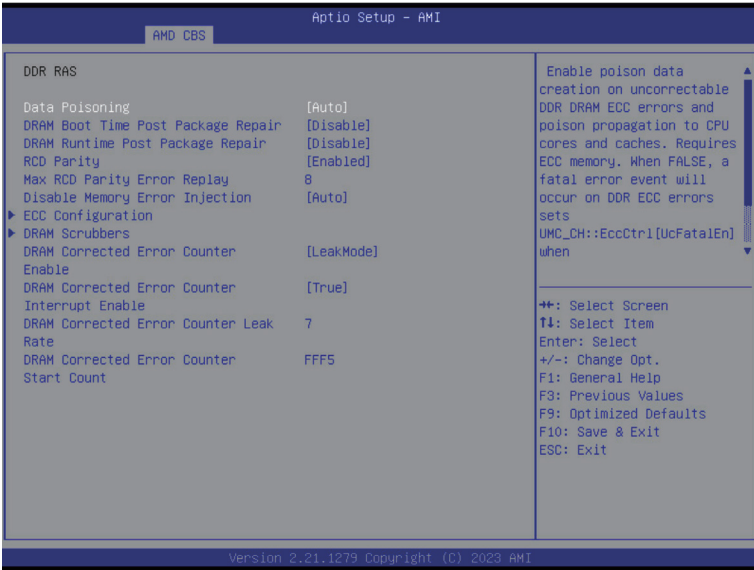 Aptio Setup – AMI
AMD CBS
DDR RAS
Data Poisoning [Auto]
DRAM Boot Time Post Package Repair [Disable]
DRAM Runtime Post Package Repair [Disable]
RCD Parity [Enabled]
Max RCD Parity Error Replay 8
Disable Memory Error Injection [Auto]
ECC Configuration
DRAM Scrubbers
DRAM Corrected Error Counter [LeakMode]
Enable
DRAM Corrected Error Counter [True]
Interrupt Enable
DRAM Corrected Error Counter Leak 7
Rate
DRAM Corrected Error Counter FFF5
Start Count
Enable poison data
creation on uncorrectable
DDR DRAM ECC errors and
poison propagation to CPU
cores and caches. Requires
ECC memory. When FALSE, a
fatal error event will
occur on DDR ECC errors
sets
UMC_CH::EccCtrl[UcFatalEn]
when
→←: Select Screen
↑↓: Select Item
Enter: Select
+/-: Change Opt.
F1: General Help
F3: Previous Values
F9: Optimized Defaults
F10: Save & Exit
ESC: Exit
Version 2.21.1279 Copyright (C) 2023 AMI